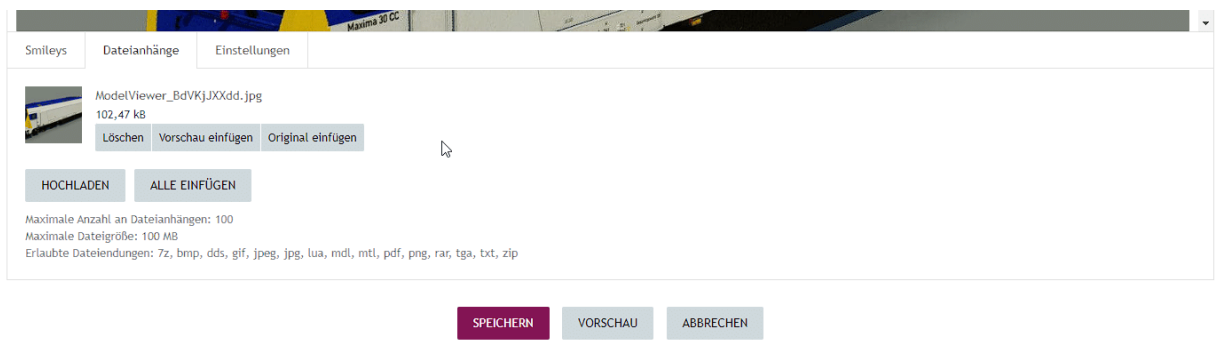 Maxima 30 CC
Smileys Dateianhänge Einstellungen
ModelViewer_BdVKjJXXdd.jpg
102,47 kB
Löschen Vorschau einfügen Original einfügen
HOCHLADEN ALLE EINFÜGEN
Maximale Anzahl an Dateianhängen: 100
Maximale Dateigröße: 100 MB
Erlaubte Dateiendungen: 7z, bmp, dds, gif, jpeg, jpg, lua, mdl, mtl, pdf, png, rar, tga, txt, zip
SPEICHERN VORSCHAU ABBRECHEN